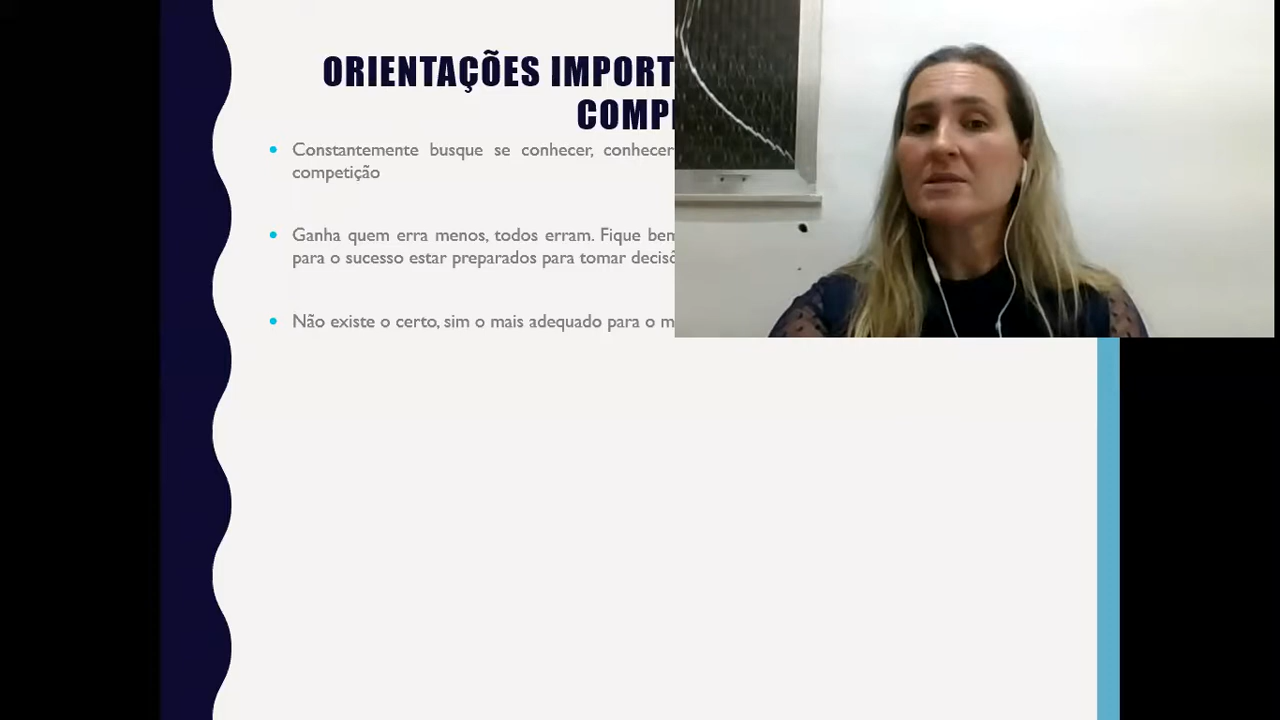 ORIENTAÇÕES IMPORT
COMP
Constantemente busque se conhecer, conhecer
competição
Ganha quem erra menos, todos erram. Fique bem
para o sucesso estar preparados para tomar decisõ
Não existe o certo, sim o mais adequado para o m